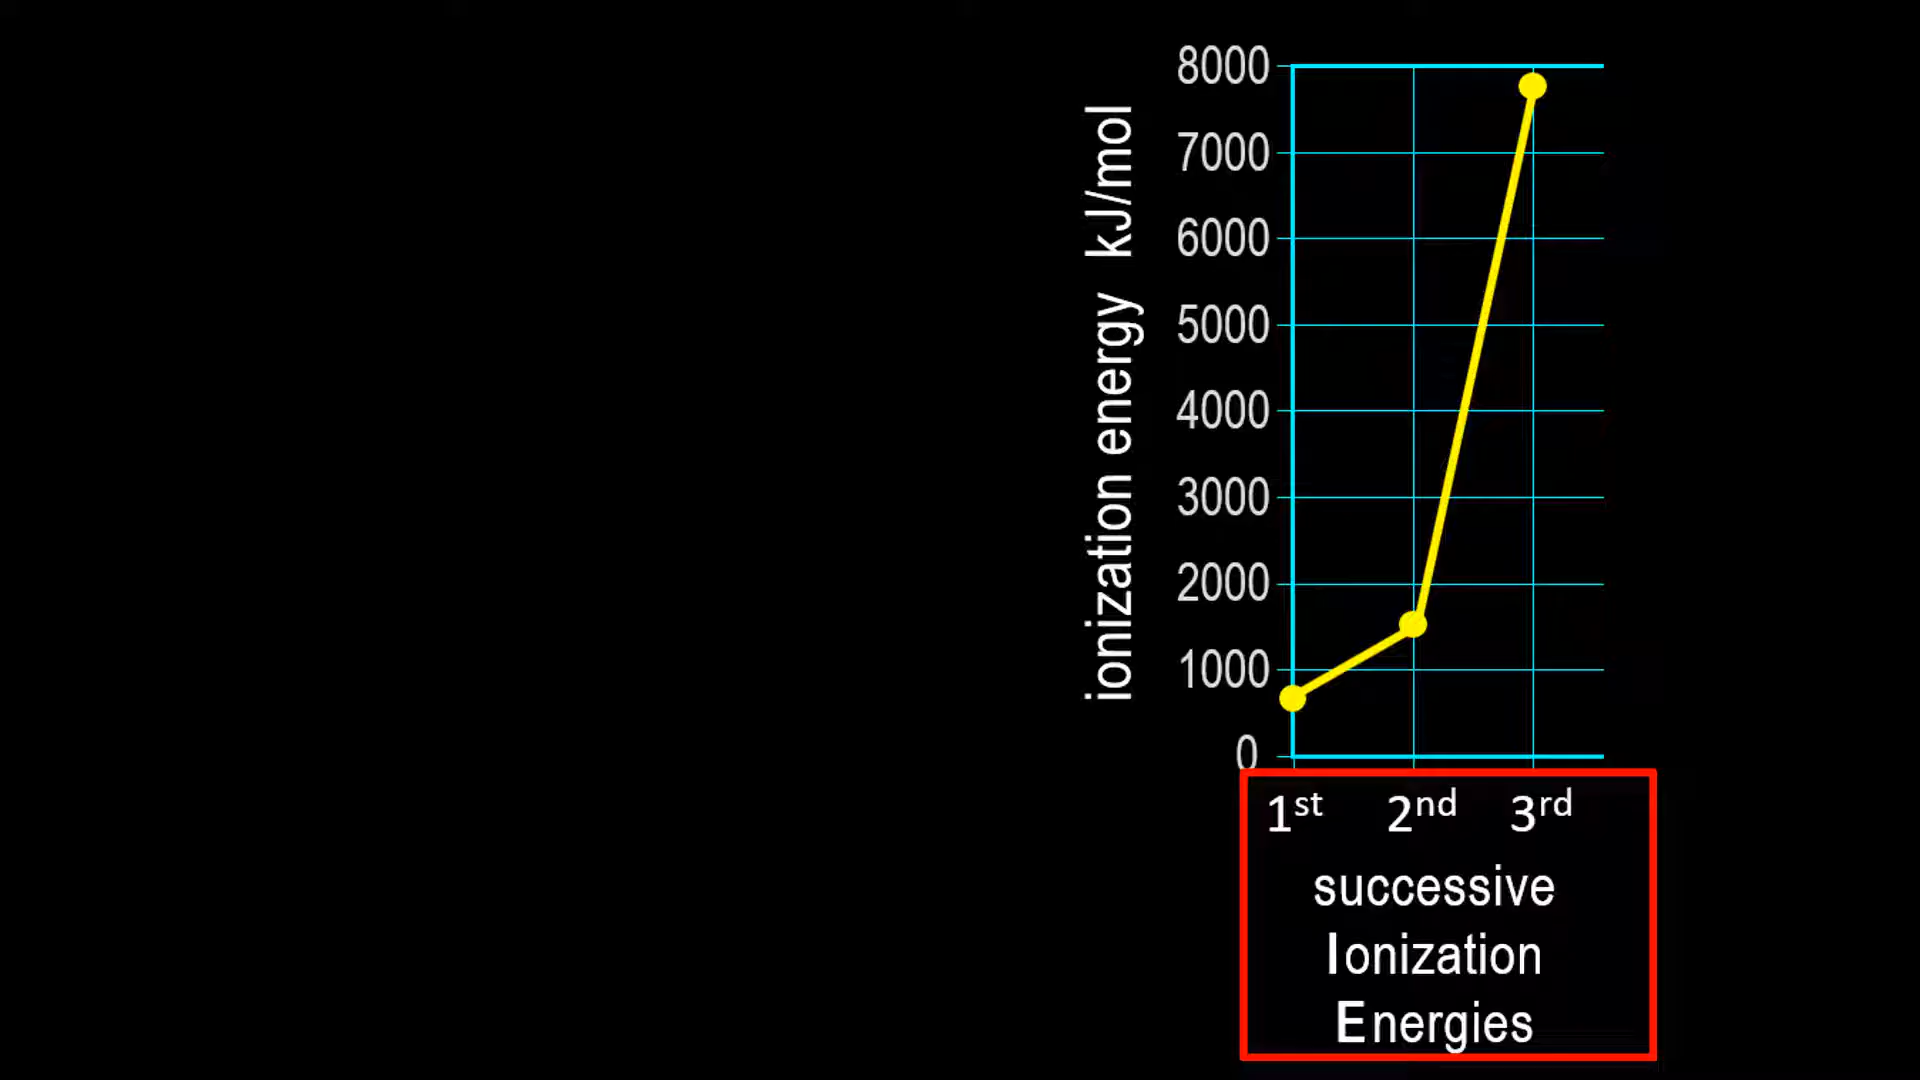 ionization energy kJ/mol
8000
7000
6000
5000
4000
3000
2000
1000
0
1st 2nd 3rd
successive
Ionization
Energies